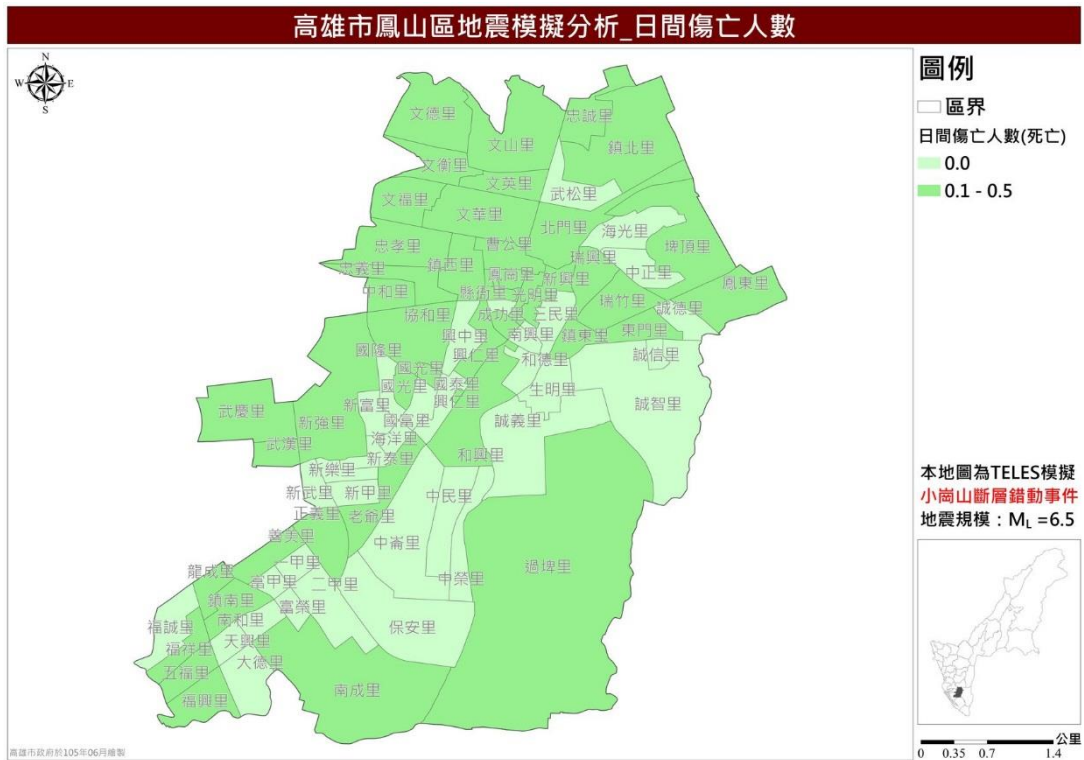 高雄市鳳山區地震模擬分析_日間傷亡人數
N
W E
S
圖例
區界
日間傷亡人數(死亡)
0.0
0.1 - 0.5
文德里
忠誠里
文山里
鎮北里
文衡里
文英里
武松里
文福里
文華里
北門里
海光里
忠孝里
曹公里
埤頂里
忠義里
鎮西里
瑞興里
鳳崗里
新興里
中正里
中和里
縣衙里
光明里
瑞竹里
鳳東里
協和里
成功里
三民里
誠德里
興中里
南興里
鎮東里
東門里
國隆里
興仁里
和德里
誠信里
國光里
國光里
國泰里
生明里
武慶里
新富里
興仁里
誠智里
新強里
國富里
誠義里
武漢里
海洋里
新泰里
和興里
新樂里
新武里
新甲里
中民里
正義里
老爺里
善美里
中崙里
一甲里
過埤里
龍成里
富甲里
二甲里
中榮里
鎮南里
富榮里
福誠里
南和里
保安里
天興里
福祥里
大德里
五福里
南成里
福興里
本地圖為TELES模擬
小崗山斷層錯動事件
地震規模：ML =6.5
公里
0 0.35 0.7 1.4
高雄市政府於105年06月繪製